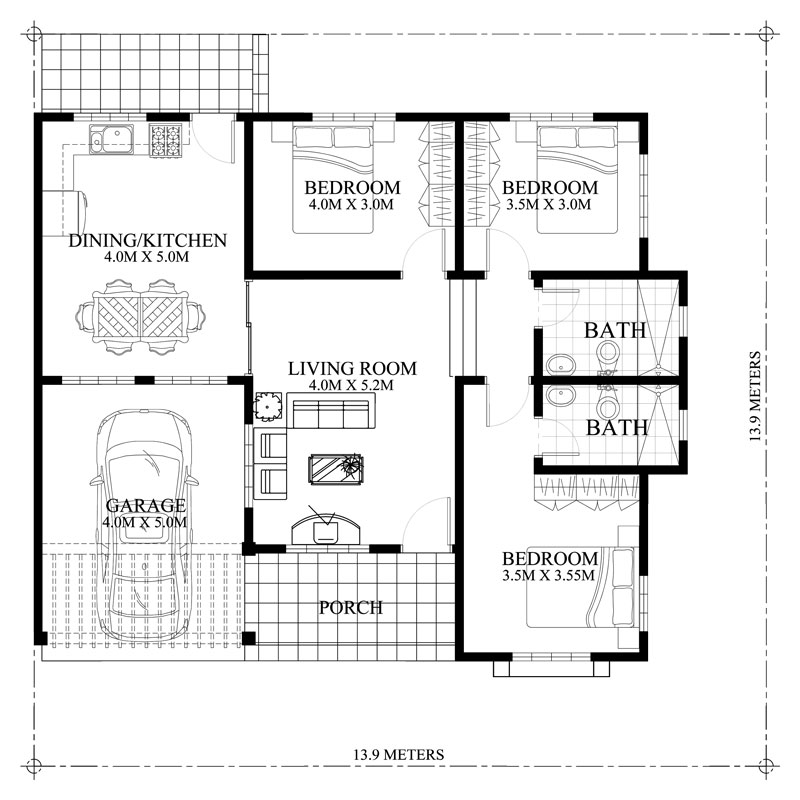 BEDROOM
4.0M X 3.0M
BEDROOM
3.5M X 3.0M
DINING/KITCHEN
4.0M X 5.0M
BATH
LIVING ROOM
4.0M X 5.2M
BATH
13.9 METERS
GARAGE
4.0M X 5.0M
BEDROOM
3.5M X 3.55M
PORCH
13.9 METERS